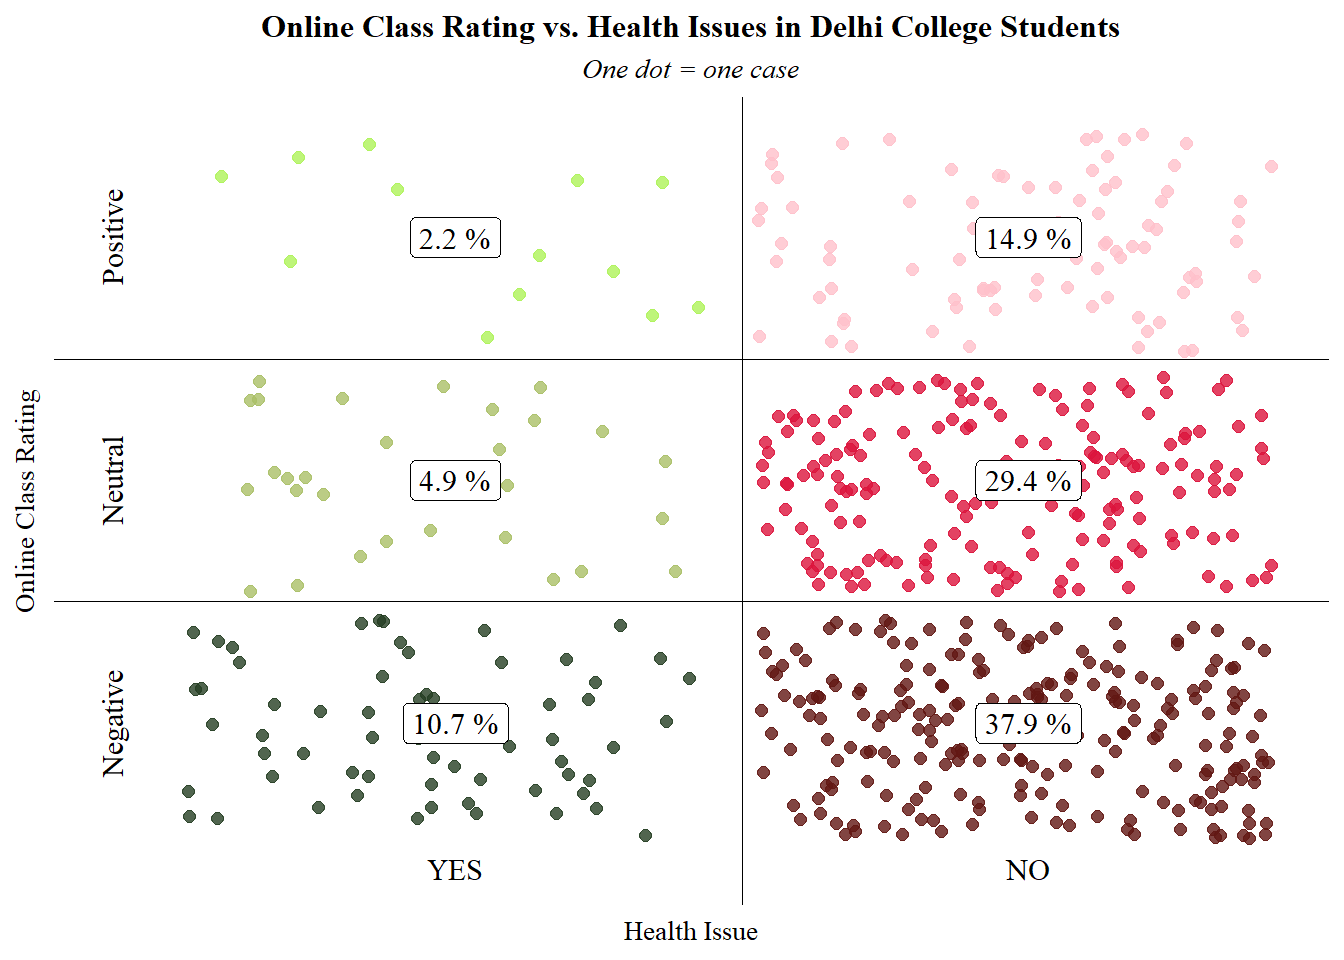 Online Class Rating vs. Health Issues in Delhi College Students
One dot = one case
Online Class Rating
Positive
2.2 %
14.9 %
Neutral
4.9 %
29.4 %
Negative
10.7 %
37.9 %
YES
NO
Health Issue